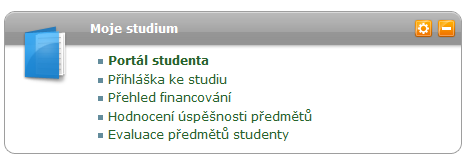 Moje studium
Portál studenta
Přihláška ke studiu
Přehled financování
Hodnocení úspěšnosti předmětů
Evaluace předmětů studenty